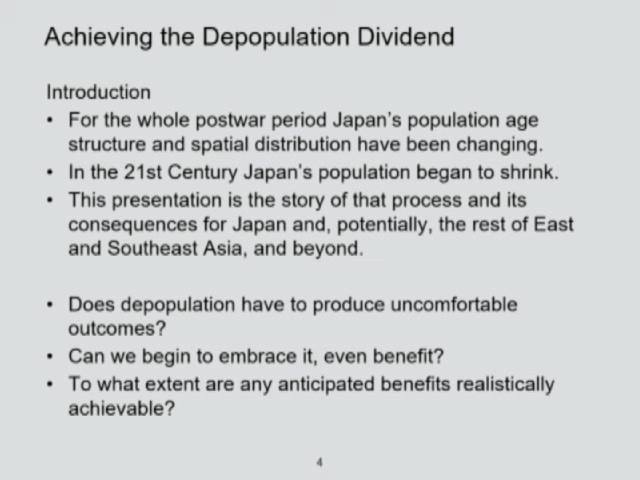 Achieving the Depopulation Dividend
Introduction
• For the whole postwar period Japan's population age
structure and spatial distribution have been changing.
• In the 21st Century Japan's population began to shrink.
• This presentation is the story of that process and its
consequences for Japan and, potentially, the rest of East
and Southeast Asia, and beyond.
• Does depopulation have to produce uncomfortable
outcomes?
• Can we begin to embrace it, even benefit?
• To what extent are any anticipated benefits realistically
achievable?
4